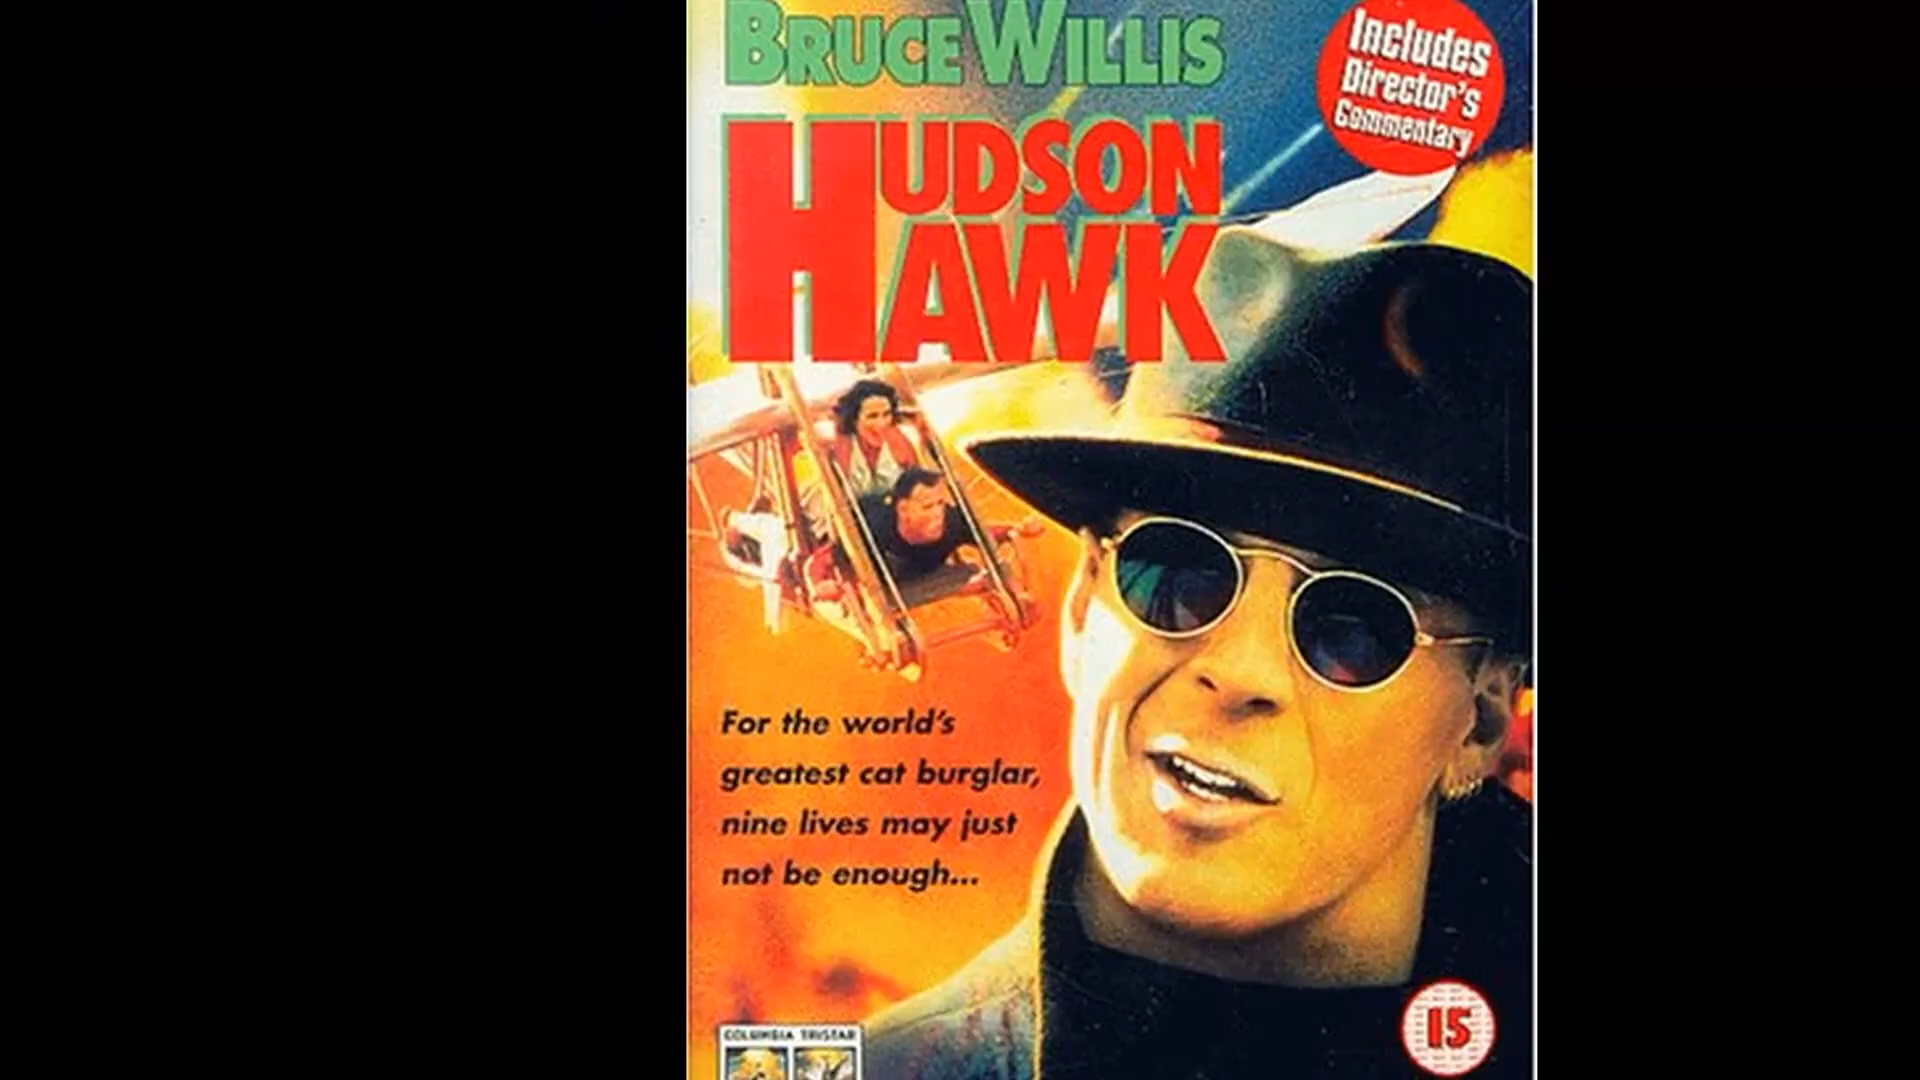 BRUCE WILLIS
Includes
Director's
Commentary
HUDSON
HAWK
For the world's
greatest cat burglar,
nine lives may just
not be enough...
COLUMBIA TRISTAR
15